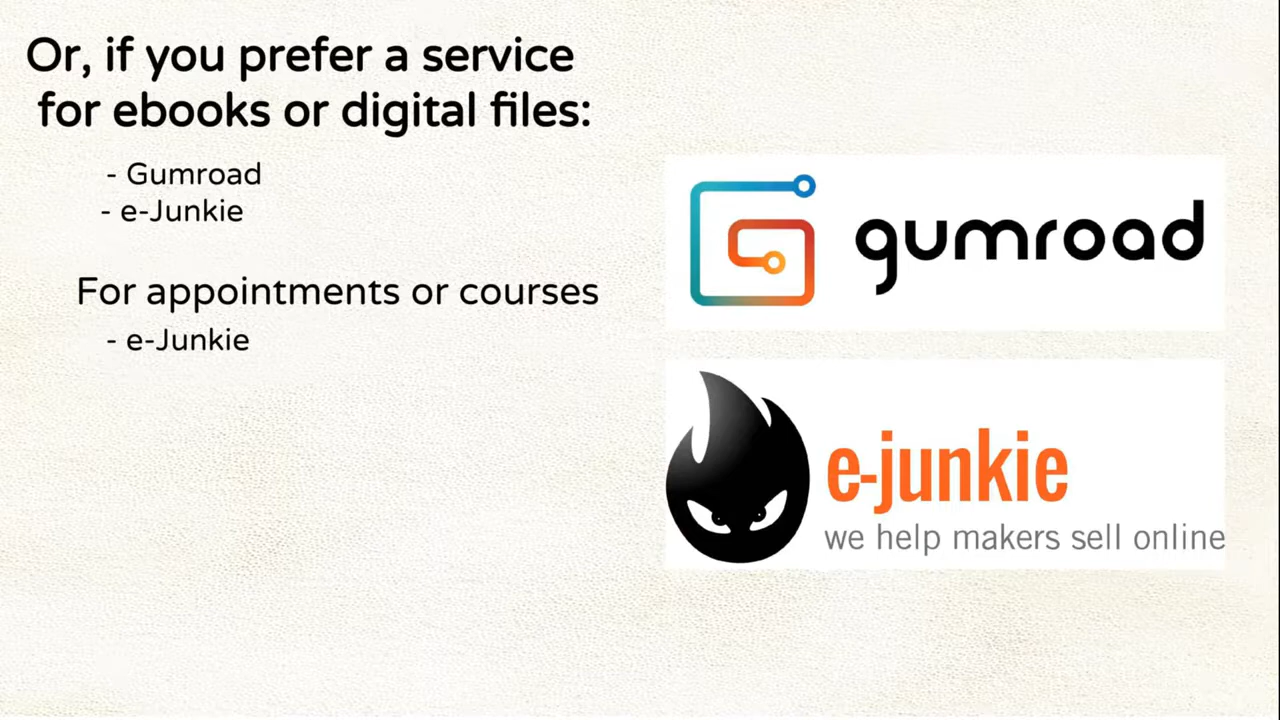 Or, if you prefer a service
for ebooks or digital files:
- Gumroad
- e-Junkie
For appointments or courses
- e-Junkie
gumroad
e-junkie
we help makers sell online